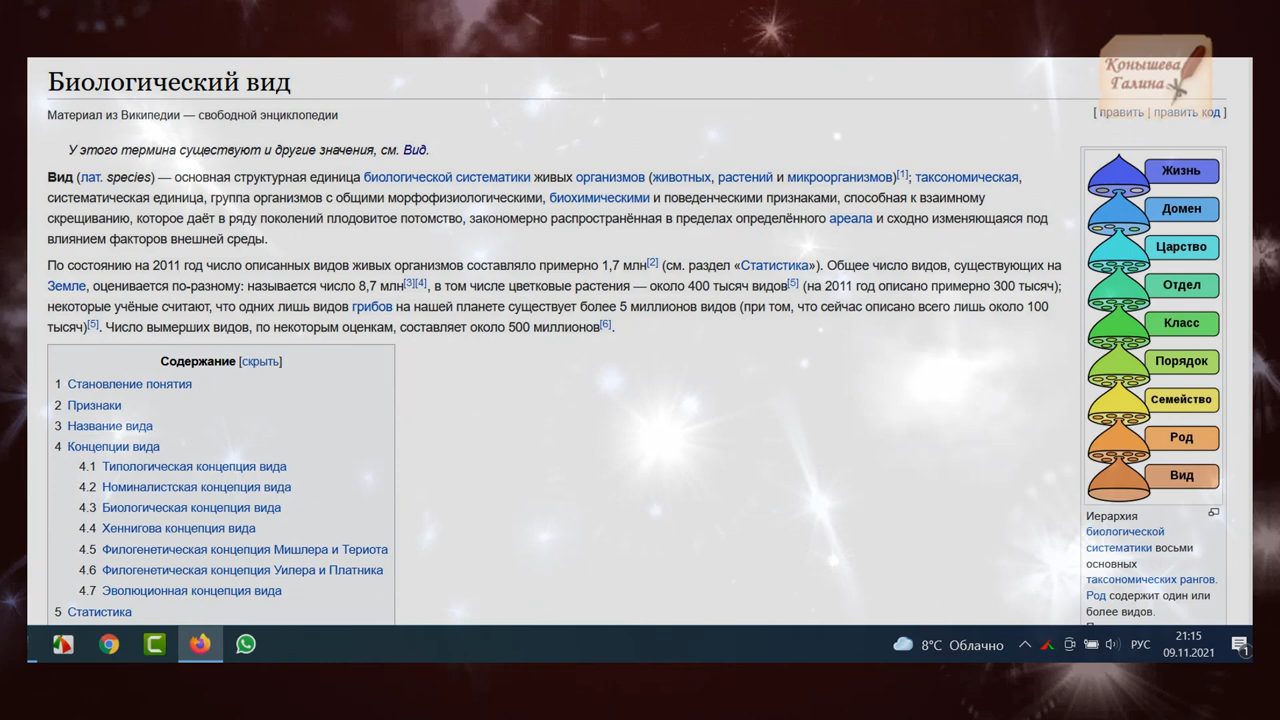 Конышева
Галина
Биологический вид
Материал из Википедии — свободной энциклопедии
[ править | править код ]
У этого термина существуют и другие значения, см. Вид.
Вид (лат. species) — основная структурная единица биологической систематики живых организмов (животных, растений и микроорганизмов)[1]; таксономическая,
систематическая единица, группа организмов с общими морфофизиологическими, биохимическими и поведенческими признаками, способная к взаимному
скрещиванию, которое даёт в ряду поколений плодовитое потомство, закономерно распространённая в пределах определённого ареала и сходно изменяющаяся под
влиянием факторов внешней среды.
По состоянию на 2011 год число описанных видов живых организмов составляло примерно 1,7 млн[2] (см. раздел «Статистика»). Общее число видов, существующих на
Земле, оценивается по-разному: называется число 8,7 млн[3][4], в том числе цветковые растения — около 400 тысяч видов[5] (на 2011 год описано примерно 300 тысяч);
некоторые учёные считают, что одних лишь видов грибов на нашей планете существует более 5 миллионов видов (при том, что сейчас описано всего лишь около 100
тысяч)[5]. Число вымерших видов, по некоторым оценкам, составляет около 500 миллионов[6].
Содержание [скрыть]
1 Становление понятия
2 Признаки
3 Название вида
4 Концепции вида
4.1 Типологическая концепция вида
4.2 Номиналистская концепция вида
4.3 Биологическая концепция вида
4.4 Хеннигова концепция вида
4.5 Филогенетическая концепция Мишлера и Териота
4.6 Филогенетическая концепция Уилера и Платника
4.7 Эволюционная концепция вида
5 Статистика
Жизнь
Домен
Царство
Отдел
Класс
Порядок
Семейство
Род
Вид
Иерархия
биологической
систематики восьми
основных
таксономических рангов.
Род содержит один или
более видов.
8°C Облачно
РУС
21:15
09.11.2021
1